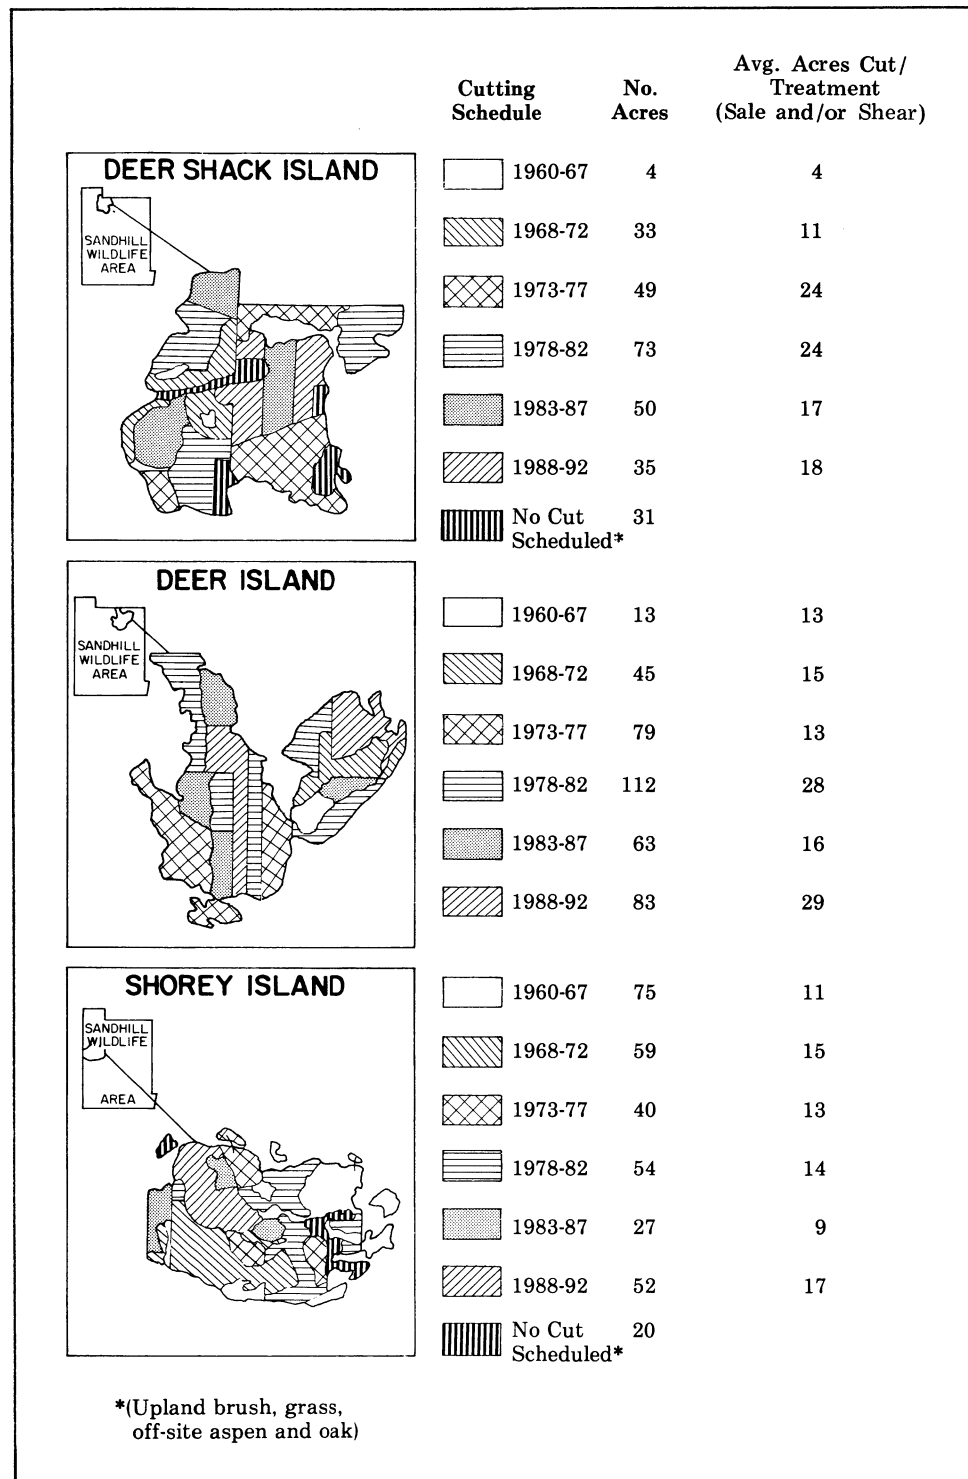 Cutting Schedule No. Acres Avg. Acres Cut/ Treatment (Sale and/or Shear)
DEER SHACK ISLAND
SANDHILL
WILDLIFE
AREA
1960-67 4 4
1968-72 33 11
1973-77 49 24
1978-82 73 24
1983-87 50 17
1988-92 35 18
No Cut 31
Scheduled*
DEER ISLAND
SANDHILL
WILDLIFE
AREA
1960-67 13 13
1968-72 45 15
1973-77 79 13
1978-82 112 28
1983-87 63 16
1988-92 83 29
SHOREY ISLAND
SANDHILL
WILDLIFE
AREA
1960-67 75 11
1968-72 59 15
1973-77 40 13
1978-82 54 14
1983-87 27 9
1988-92 52 17
No Cut 20
Scheduled*
*(Upland brush, grass,
off-site aspen and oak)